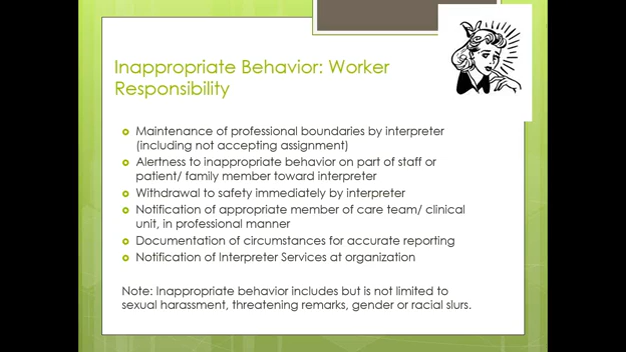 Inappropriate Behavior: Worker
Responsibility
Maintenance of professional boundaries by interpreter
(including not accepting assignment)
Alertness to inappropriate behavior on part of staff or
patient/ family member toward interpreter
Withdrawal to safety immediately by interpreter
Notification of appropriate member of care team/ clinical
unit, in professional manner
Documentation of circumstances for accurate reporting
Notification of Interpreter Services at organization
Note: Inappropriate behavior includes but is not limited to
sexual harassment, threatening remarks, gender or racial slurs.